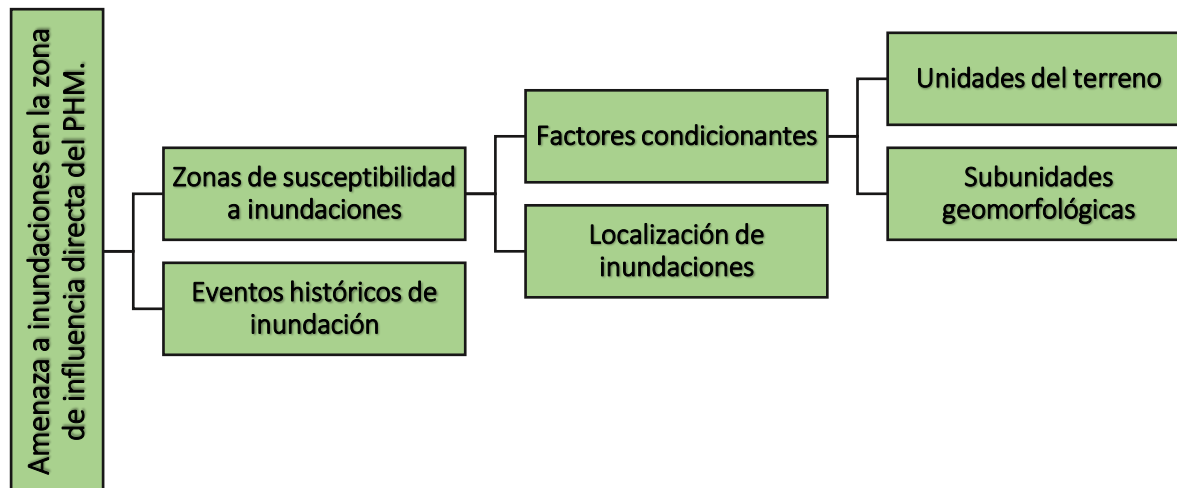 Amenaza a inundaciones en la zona
de influencia directa del PHM.
Zonas de susceptibilidad
a inundaciones
Eventos históricos de
inundación
Factores condicionantes
Localización de
inundaciones
Unidades del terreno
Subunidades
geomorfológicas